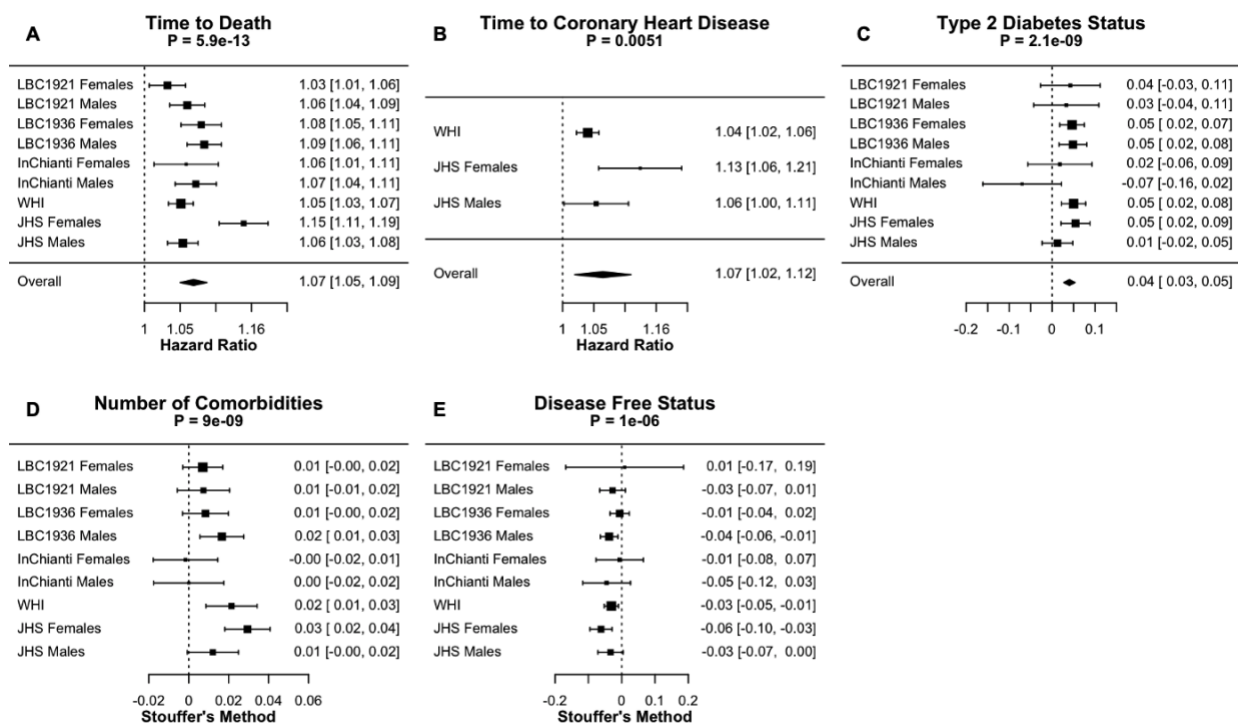 A
Time to Death
P = 5.9e-13
LBC1921 Females 1.03 [1.01, 1.06]
LBC1921 Males 1.06 [1.04, 1.09]
LBC1936 Females 1.08 [1.05, 1.11]
LBC1936 Males 1.09 [1.06, 1.11]
InChianti Females 1.06 [1.01, 1.11]
InChianti Males 1.07 [1.04, 1.11]
WHI 1.05 [1.03, 1.07]
JHS Females 1.15 [1.11, 1.19]
JHS Males 1.06 [1.03, 1.08]
Overall 1.07 [1.05, 1.09]
1 1.05 1.16
Hazard Ratio
B
Time to Coronary Heart Disease
P = 0.0051
WHI 1.04 [1.02, 1.06]
JHS Females 1.13 [1.06, 1.21]
JHS Males 1.06 [1.00, 1.11]
Overall 1.07 [1.02, 1.12]
1 1.05 1.16
Hazard Ratio
C
Type 2 Diabetes Status
P = 2.1e-09
LBC1921 Females 0.04 [-0.03, 0.11]
LBC1921 Males 0.03 [-0.04, 0.11]
LBC1936 Females 0.05 [ 0.02, 0.07]
LBC1936 Males 0.05 [ 0.02, 0.08]
InChianti Females 0.02 [-0.06, 0.09]
InChianti Males -0.07 [-0.16, 0.02]
WHI 0.05 [ 0.02, 0.08]
JHS Females 0.05 [ 0.02, 0.09]
JHS Males 0.01 [-0.02, 0.05]
Overall 0.04 [ 0.03, 0.05]
-0.2 -0.1 0 0.1
D
Number of Comorbidities
P = 9e-09
LBC1921 Females 0.01 [-0.00, 0.02]
LBC1921 Males 0.01 [-0.01, 0.02]
LBC1936 Females 0.01 [-0.00, 0.02]
LBC1936 Males 0.02 [ 0.01, 0.03]
InChianti Females -0.00 [-0.02, 0.01]
InChianti Males 0.00 [-0.02, 0.02]
WHI 0.02 [ 0.01, 0.03]
JHS Females 0.03 [ 0.02, 0.04]
JHS Males 0.01 [-0.00, 0.02]
-0.02 0 0.02 0.04 0.06
Stouffer's Method
E
Disease Free Status
P = 1e-06
LBC1921 Females 0.01 [-0.17, 0.19]
LBC1921 Males -0.03 [-0.07, 0.01]
LBC1936 Females -0.01 [-0.04, 0.02]
LBC1936 Males -0.04 [-0.06, -0.01]
InChianti Females -0.01 [-0.08, 0.07]
InChianti Males -0.05 [-0.12, 0.03]
WHI -0.03 [-0.05, -0.01]
JHS Females -0.06 [-0.10, -0.03]
JHS Males -0.03 [-0.07, 0.00]
-0.2 0 0.1 0.2
Stouffer's Method